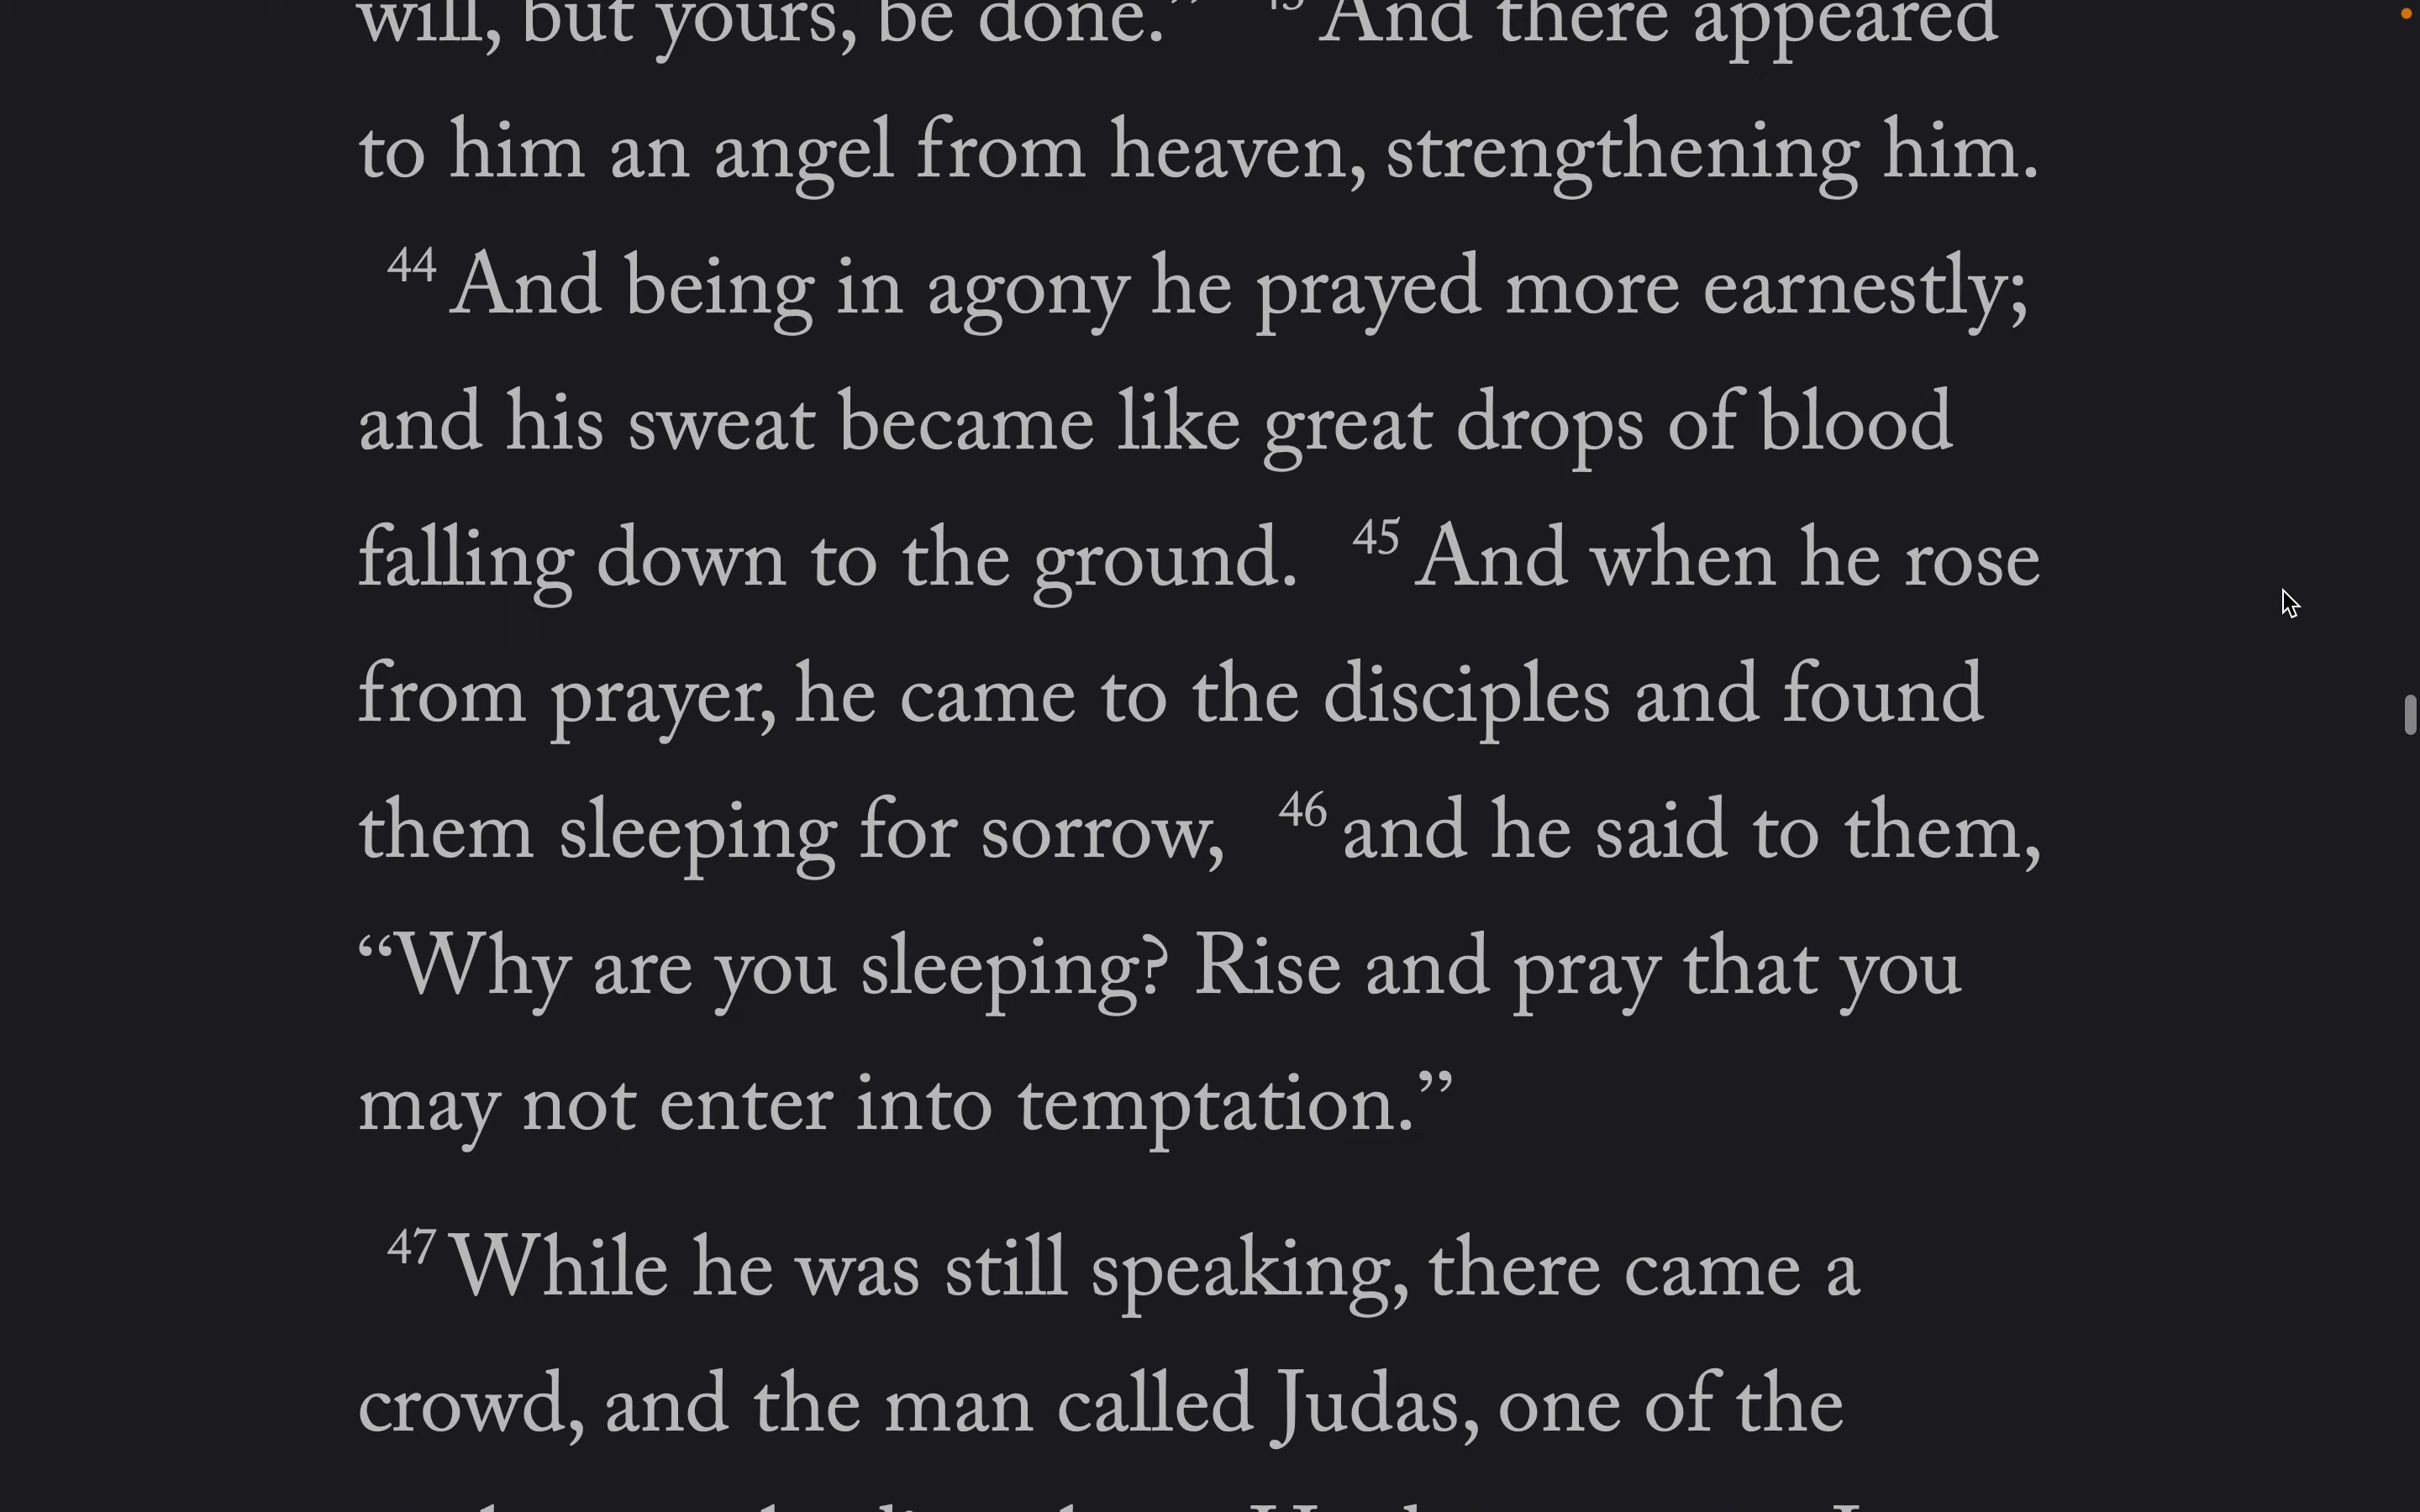 will, but yours, be done.” And there appeared
to him an angel from heaven, strengthening him.
44 And being in agony he prayed more earnestly;
and his sweat became like great drops of blood
falling down to the ground. 45 And when he rose
from prayer, he came to the disciples and found
them sleeping for sorrow, 46 and he said to them,
“Why are you sleeping? Rise and pray that you
may not enter into temptation.”
47 While he was still speaking, there came a
crowd, and the man called Judas, one of the